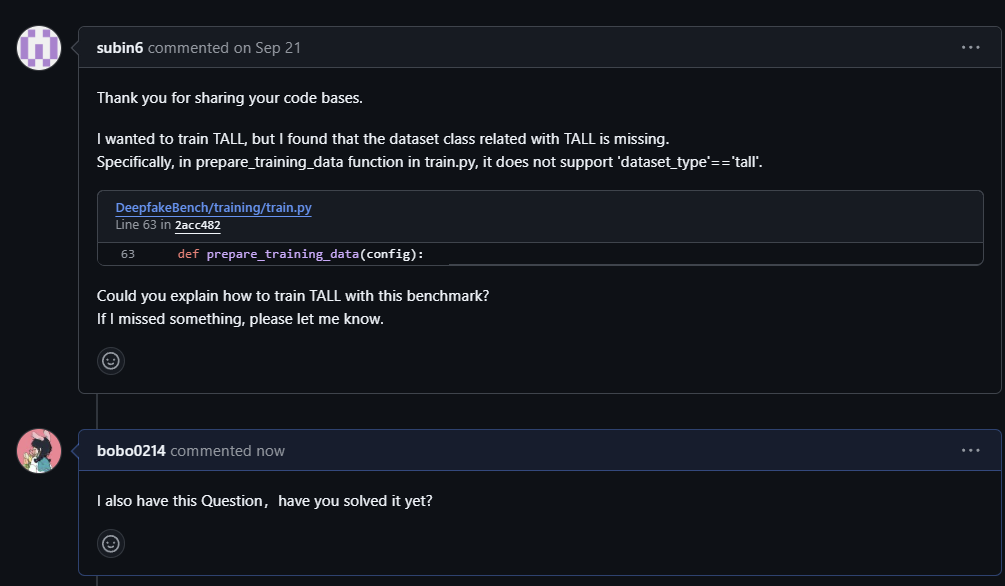 subin6 commented on Sep 21
Thank you for sharing your code bases.
I wanted to train TALL, but I found that the dataset class related with TALL is missing.
Specifically, in prepare_training_data function in train.py, it does not support 'dataset_type'=='tall'.
DeepfakeBench/training/train.py
Line 63 in 2acc482
63 def prepare_training_data(config):
Could you explain how to train TALL with this benchmark?
If I missed something, please let me know.
bobo0214 commented now
I also have this Question，have you solved it yet?